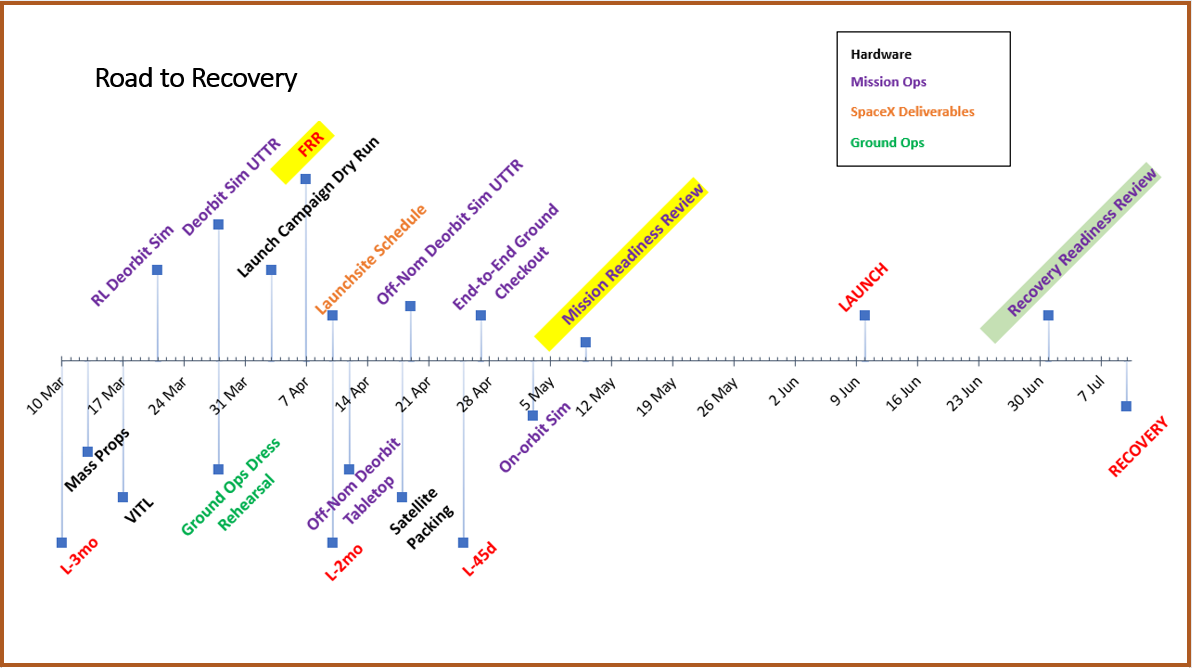 Road to Recovery
Hardware
Mission Ops
SpaceX Deliverables
Ground Ops
RL Deorbit Sim
Deorbit Sim UTTR
FRR
Launch Campaign Dry Run
Launchsite Schedule
Off-Nom Deorbit Sim UTTR
End-to-End Ground
Checkout
Mission Readiness Review
LAUNCH
Recovery Readiness Review
10 Mar
17 Mar
24 Mar
31 Mar
7 Apr
14 Apr
21 Apr
28 Apr
5 May
12 May
19 May
26 May
2 Jun
9 Jun
16 Jun
23 Jun
30 Jun
7 Jul
L-3mo
Mass Props
VITL
Ground Ops Dress
Rehearsal
Off-Nom Deorbit
Tabletop
L-2mo
Satellite
Packing
L-45d
On-orbit Sim
RECOVERY